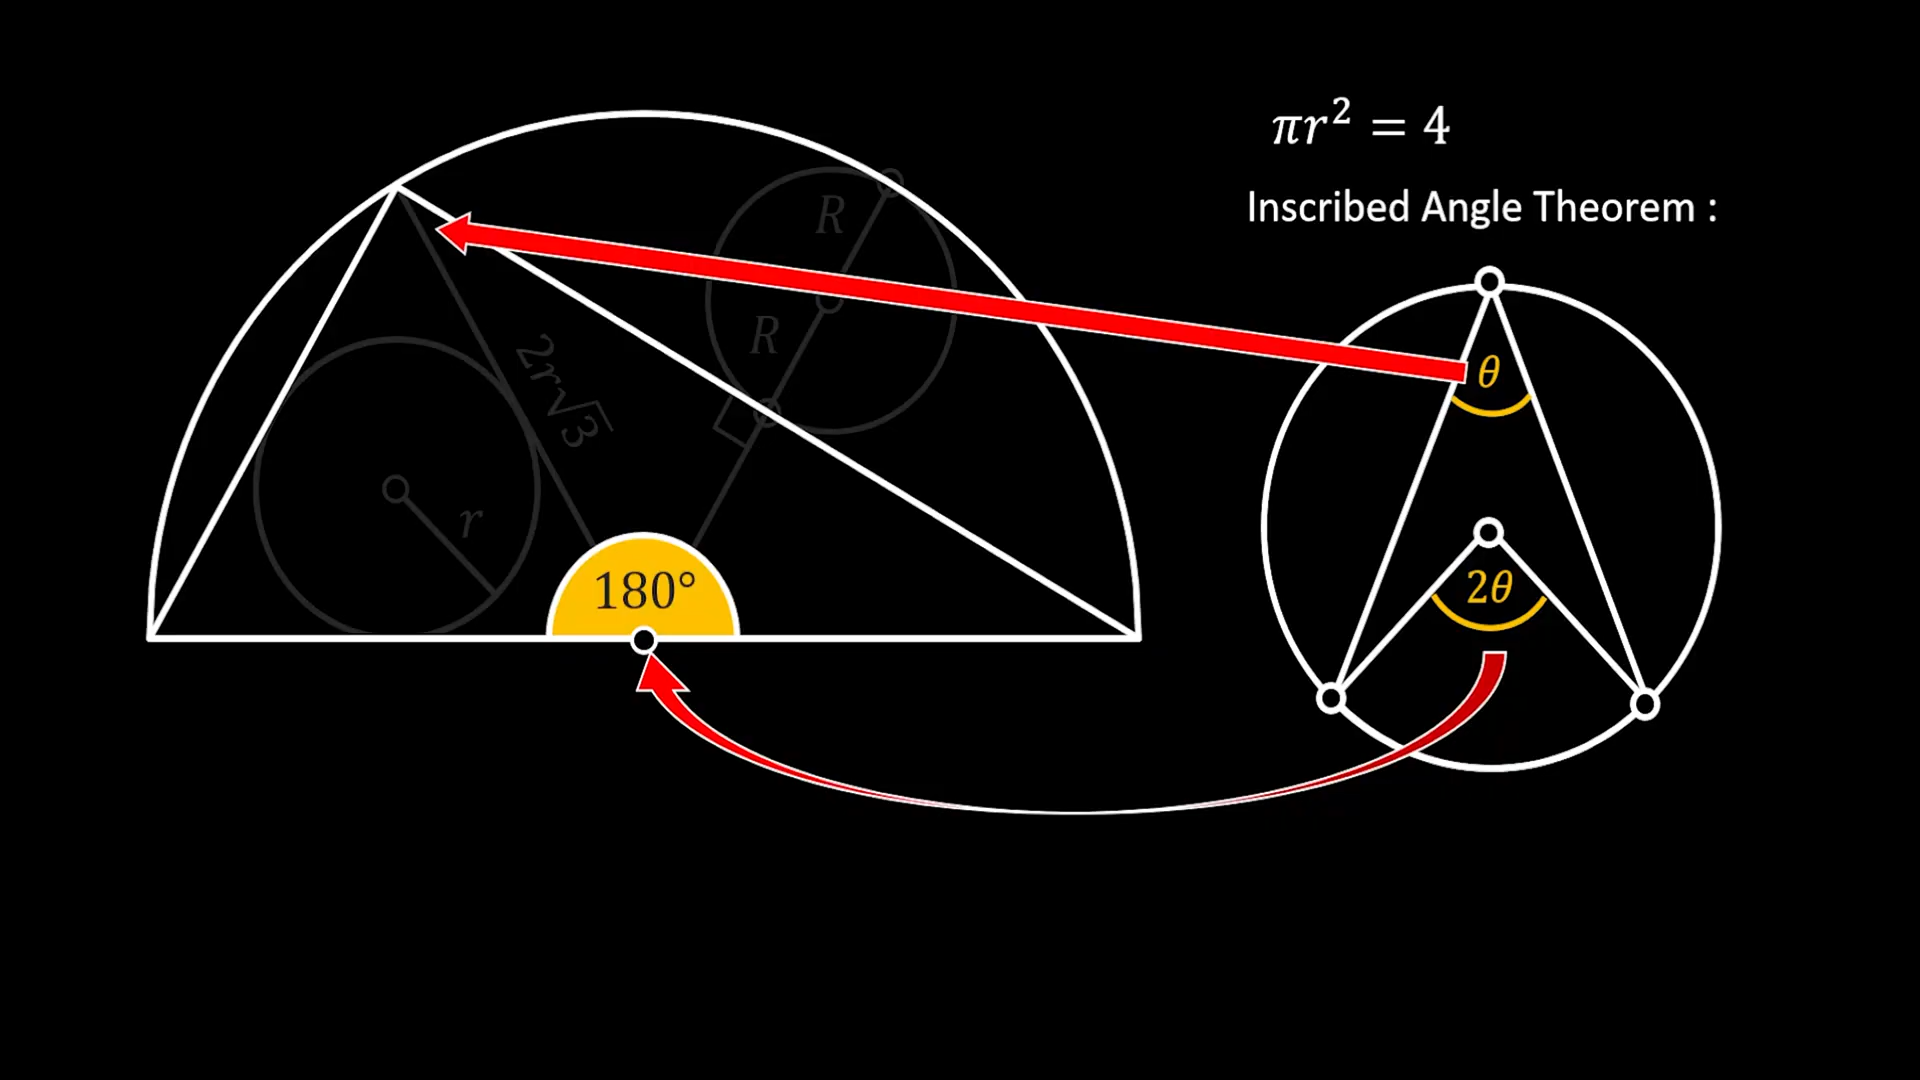 πr² = 4
Inscribed Angle Theorem :
R
R
2r√3
θ
r
180°
2θ